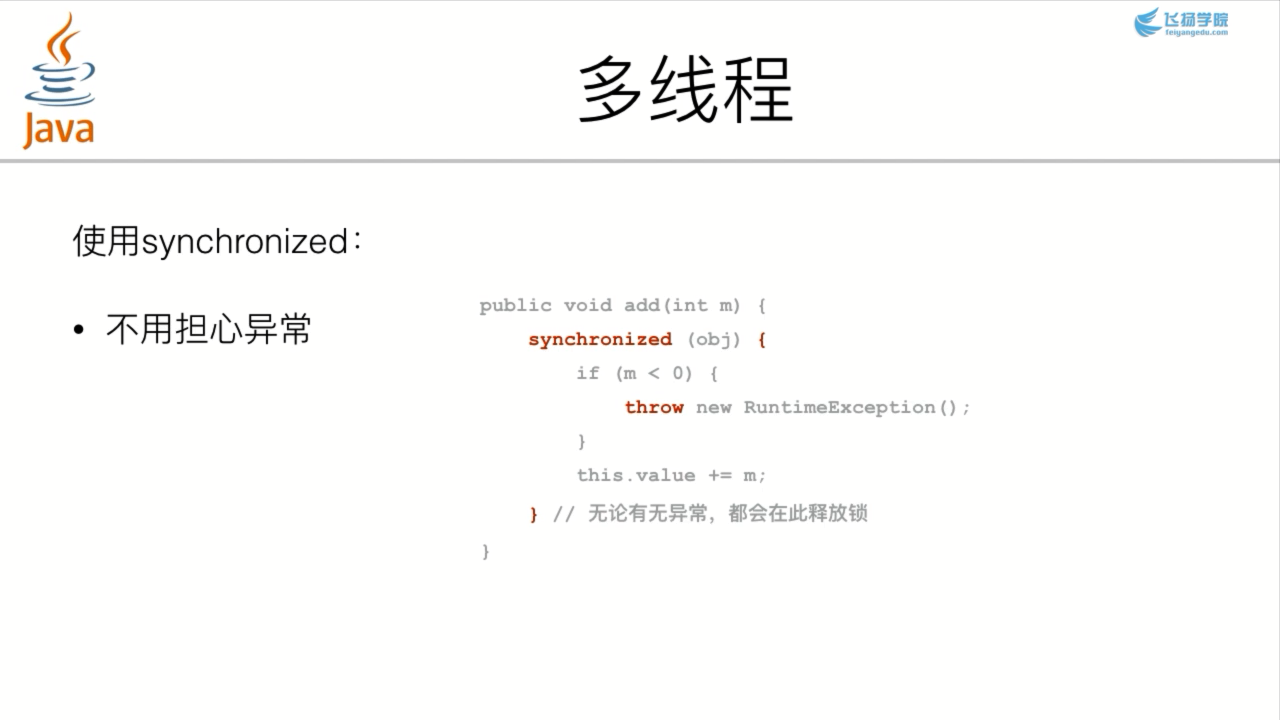 Java
飞扬学院
feiyangedu.com
多线程
使用synchronized：
• 不用担心异常
public void add(int m) {
synchronized (obj) {
if (m < 0) {
throw new RuntimeException();
}
this.value += m;
} // 无论有无异常，都会在此释放锁
}